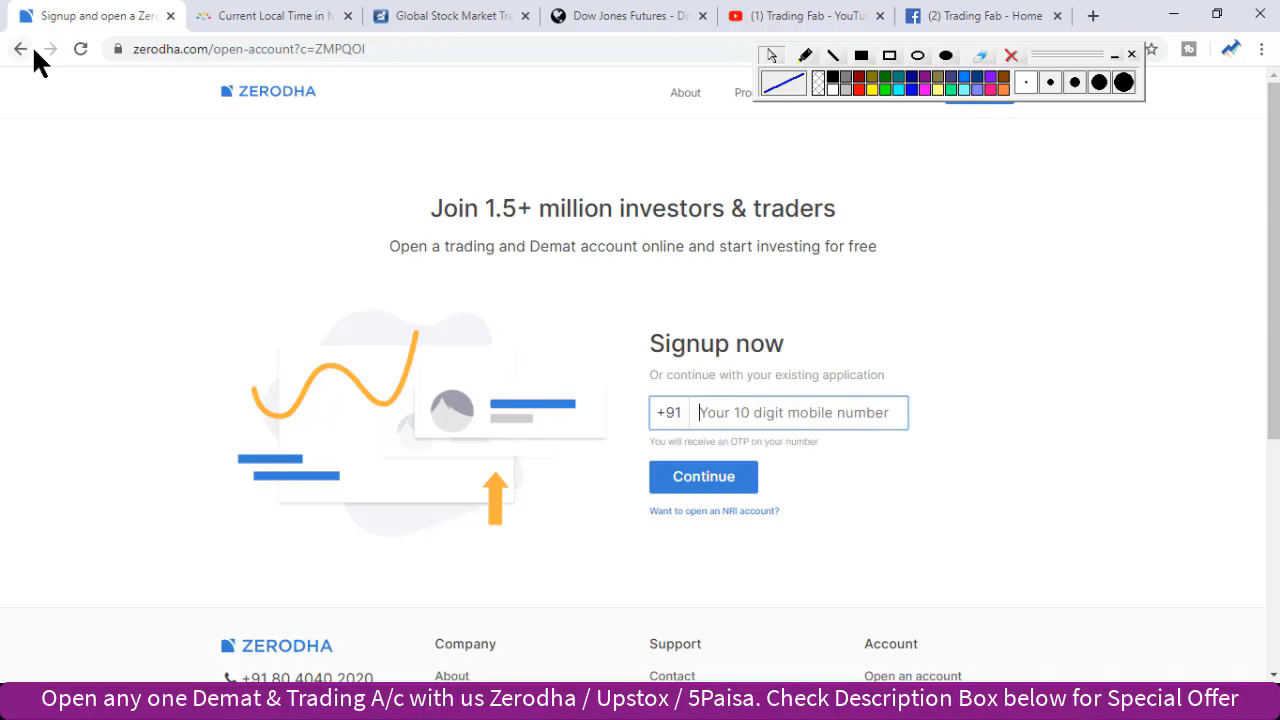 Signup and open a Zer
Current Local Time in N
Global Stock Market Tra
Dow Jones Futures - Do
(1) Trading Fab - YouTu
(2) Trading Fab - Home
zerodha.com/open-account?c=ZMPQOI
ZERODHA
About
Pro
Join 1.5+ million investors & traders
Open a trading and Demat account online and start investing for free
Signup now
Or continue with your existing application
+91 Your 10 digit mobile number
You will receive an OTP on your number
Continue
Want to open an NRI account?
ZERODHA
Company
Support
Account
+91 80 4040 2020
About
Contact
Open an account
Open any one Demat & Trading A/c with us Zerodha / Upstox / 5Paisa. Check Description Box below for Special Offer